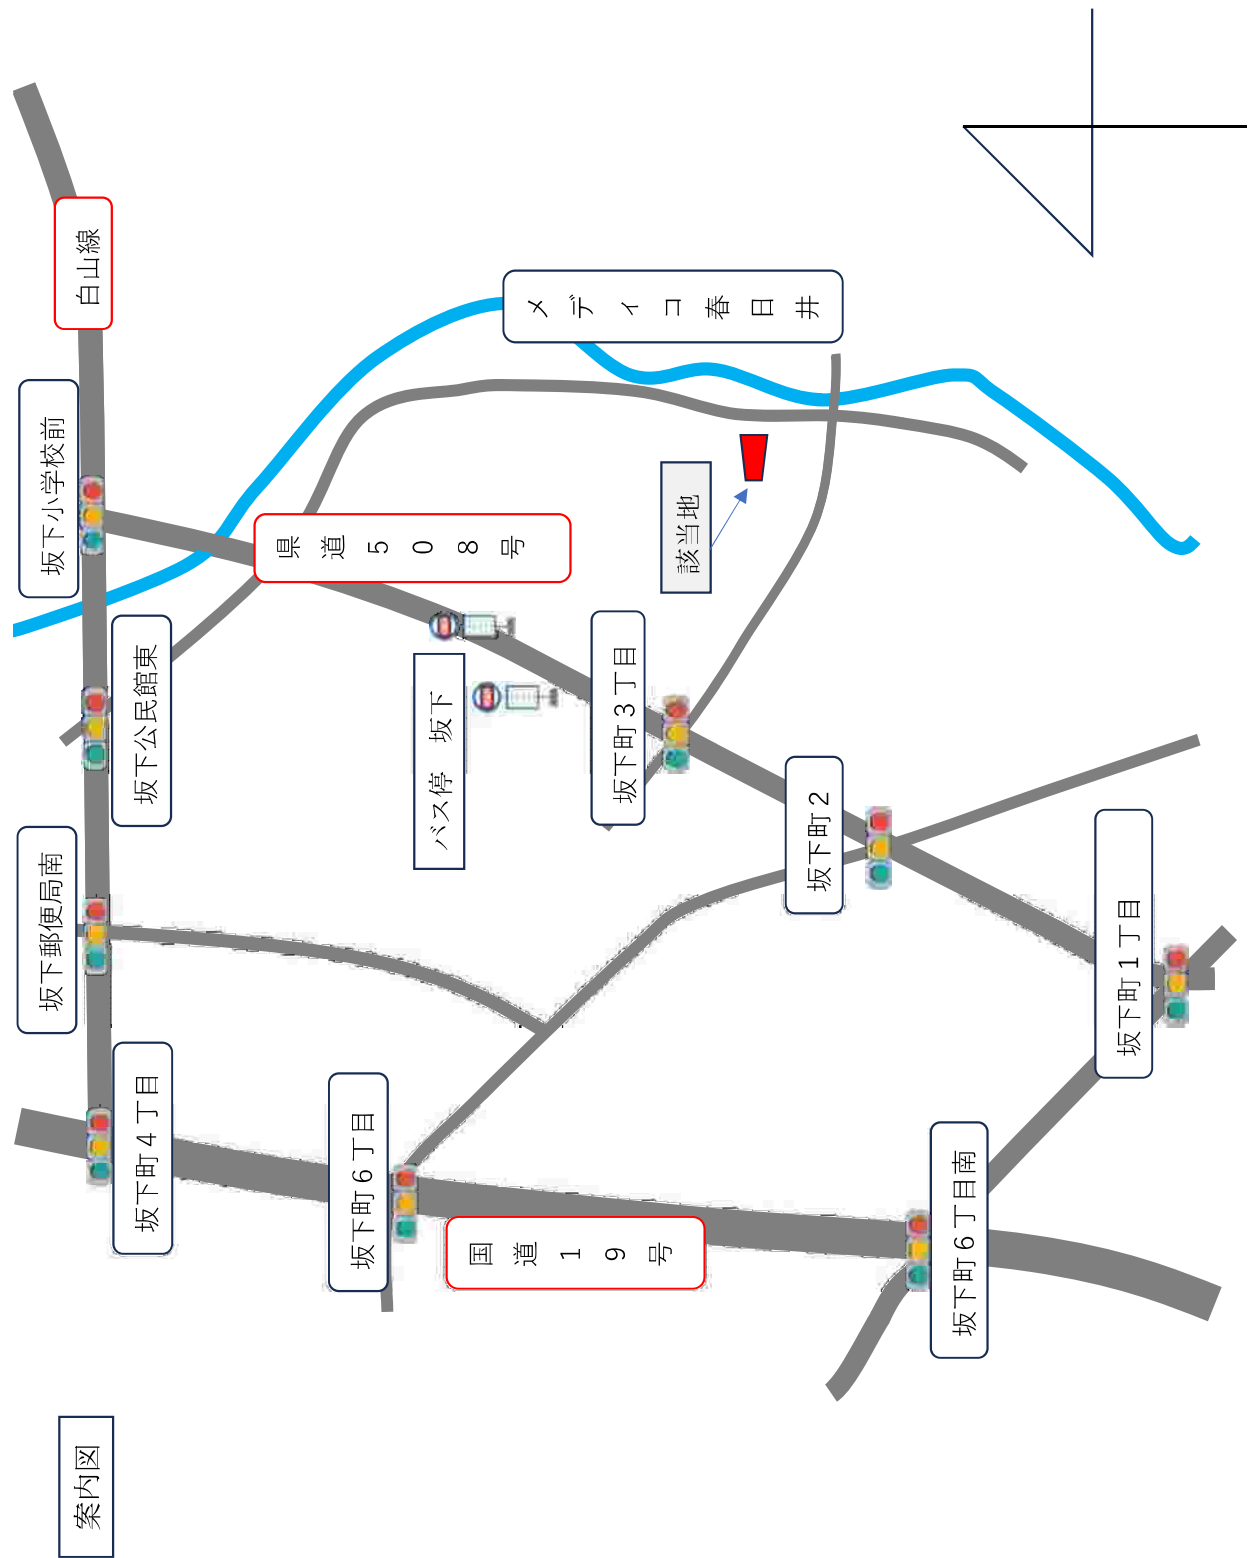 案内図
坂下郵便局南
坂下小学校前
白山線
坂下町４丁目
坂下公民館東
県道５０８号
坂下町６丁目
バス停　坂下
国道１９号
メディコ春日井
坂下町３丁目
該当地
坂下町２
坂下町６丁目南
坂下町１丁目